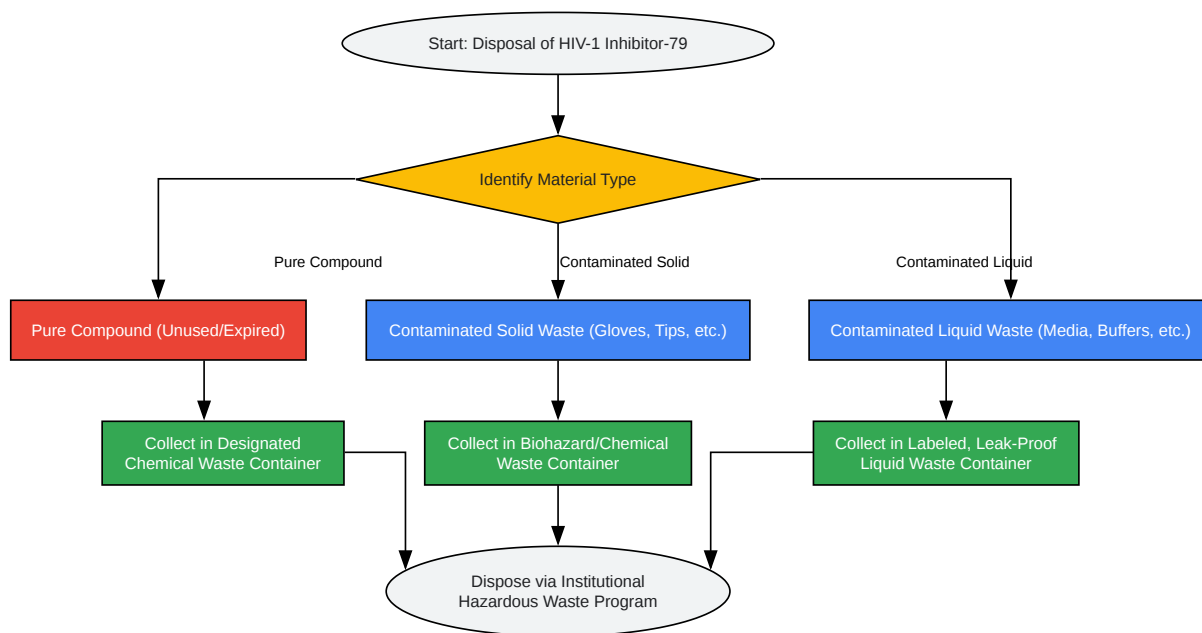 Start: Disposal of HIV-1 Inhibitor-79
Identify Material Type
Pure Compound
Contaminated Solid
Contaminated Liquid
Pure Compound (Unused/Expired)
Contaminated Solid Waste (Gloves, Tips, etc.)
Contaminated Liquid Waste (Media, Buffers, etc.)
Collect in Designated
Chemical Waste Container
Collect in Biohazard/Chemical
Waste Container
Collect in Labeled, Leak-Proof
Liquid Waste Container
Dispose via Institutional
Hazardous Waste Program